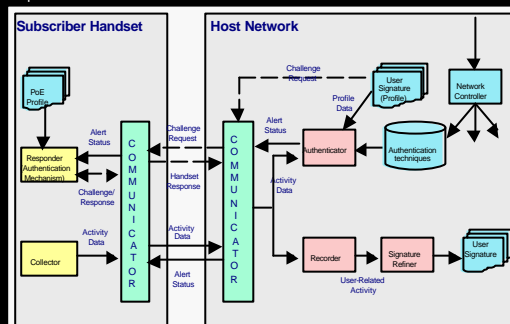 Subscriber Handset
Host Network
PoE
Profile
Alert
Status
Responder
Authentication
Mechanism)
Challenge/
Response
Activity
Data
Collector
COMMUNICATOR
Challenge
Request
Handset
Response
Activity
Data
Alert
Status
COMMUNICATOR
Challenge
Request
User
Signature
(Profile)
Network
Controller
Profile
Data
Alert
Status
Authenticator
Authentication
techniques
Activity
Data
Recorder
Signature
Refiner
User
Signature
User-Related
Activity